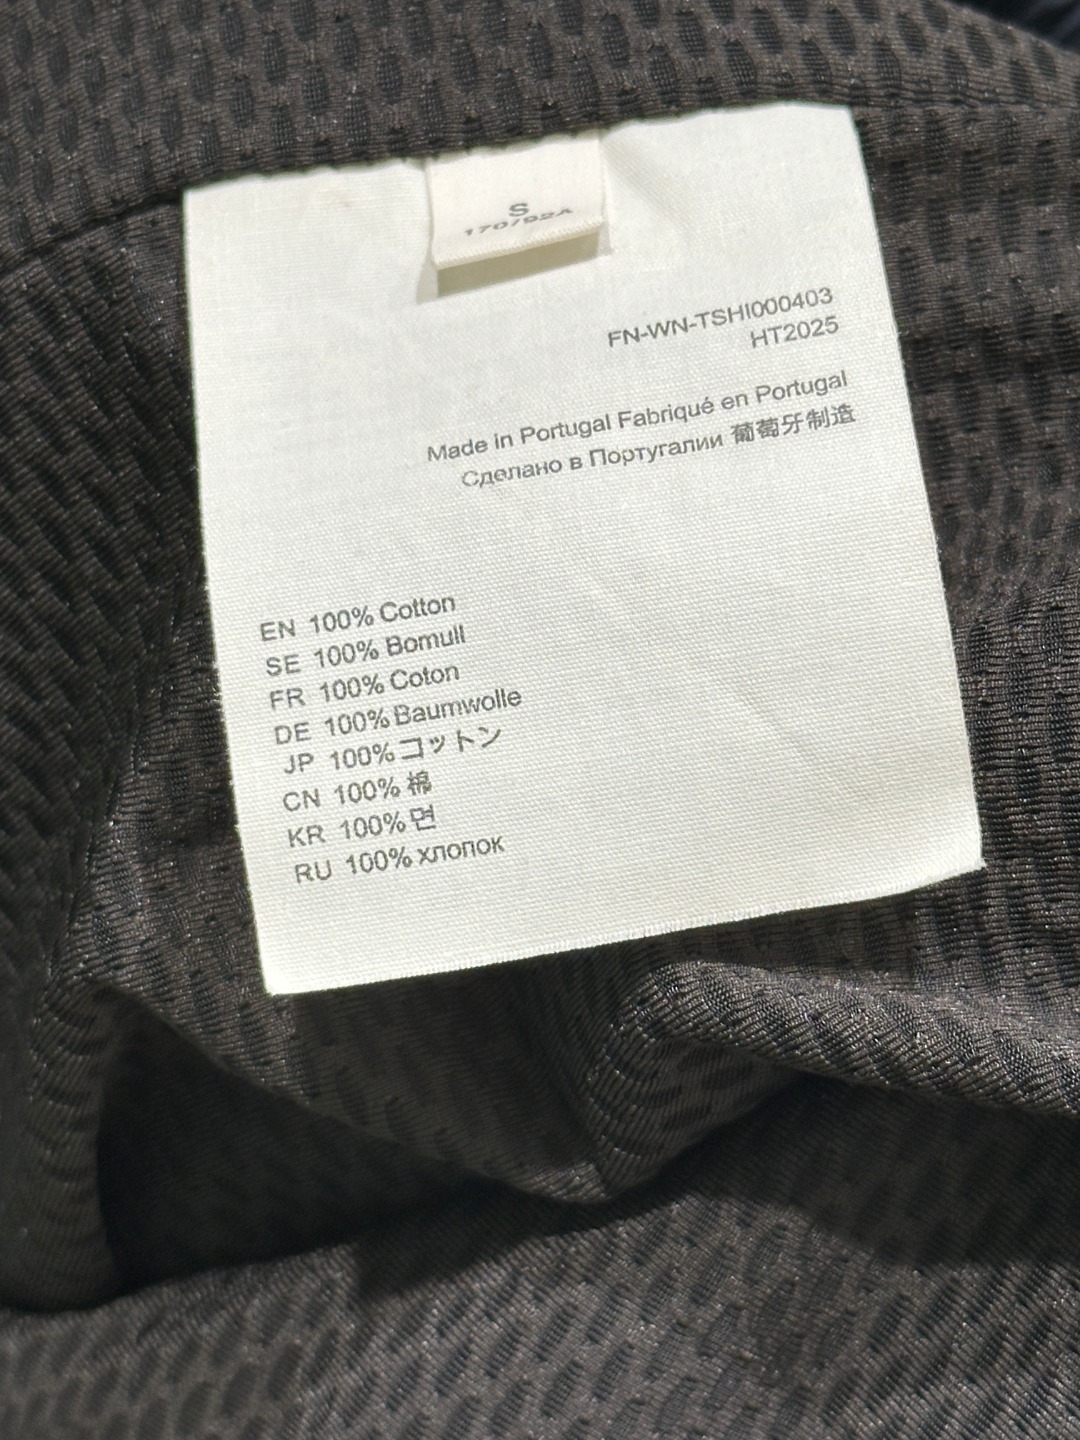 S
170/92A
FN-WN-TSHI000403
HT2025
Made in Portugal Fabriqué en Portugal
Сделано в Португалии 葡萄牙制造
EN 100% Cotton
SE 100% Bomull
FR 100% Coton
DE 100% Baumwolle
JP 100% コットン
CN 100% 棉
KR 100% 면
RU 100% хлопок